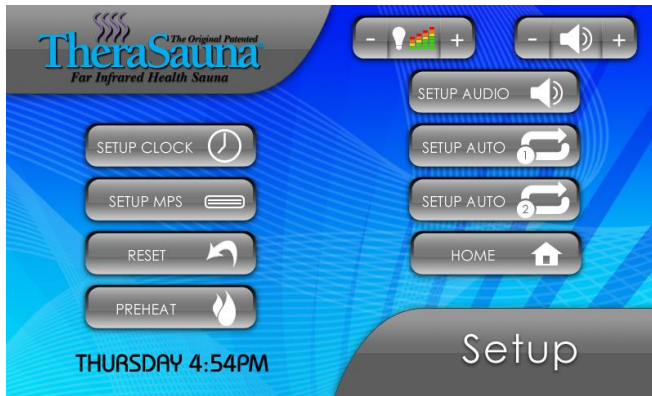 The Original Patented
TheraSauna
Far Infrared Health Sauna
- +
- +
SETUP AUDIO
SETUP CLOCK
SETUP AUTO 1
SETUP MPS
SETUP AUTO 2
RESET
HOME
PREHEAT
THURSDAY 4:54PM
Setup